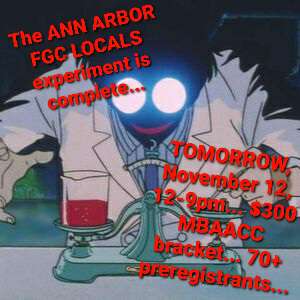 The ANN ARBOR
FGC LOCALS
experiment is
complete...
TOMORROW,
November 12,
12-9pm... $300
MBAACC
bracket... 70+
preregistrants...